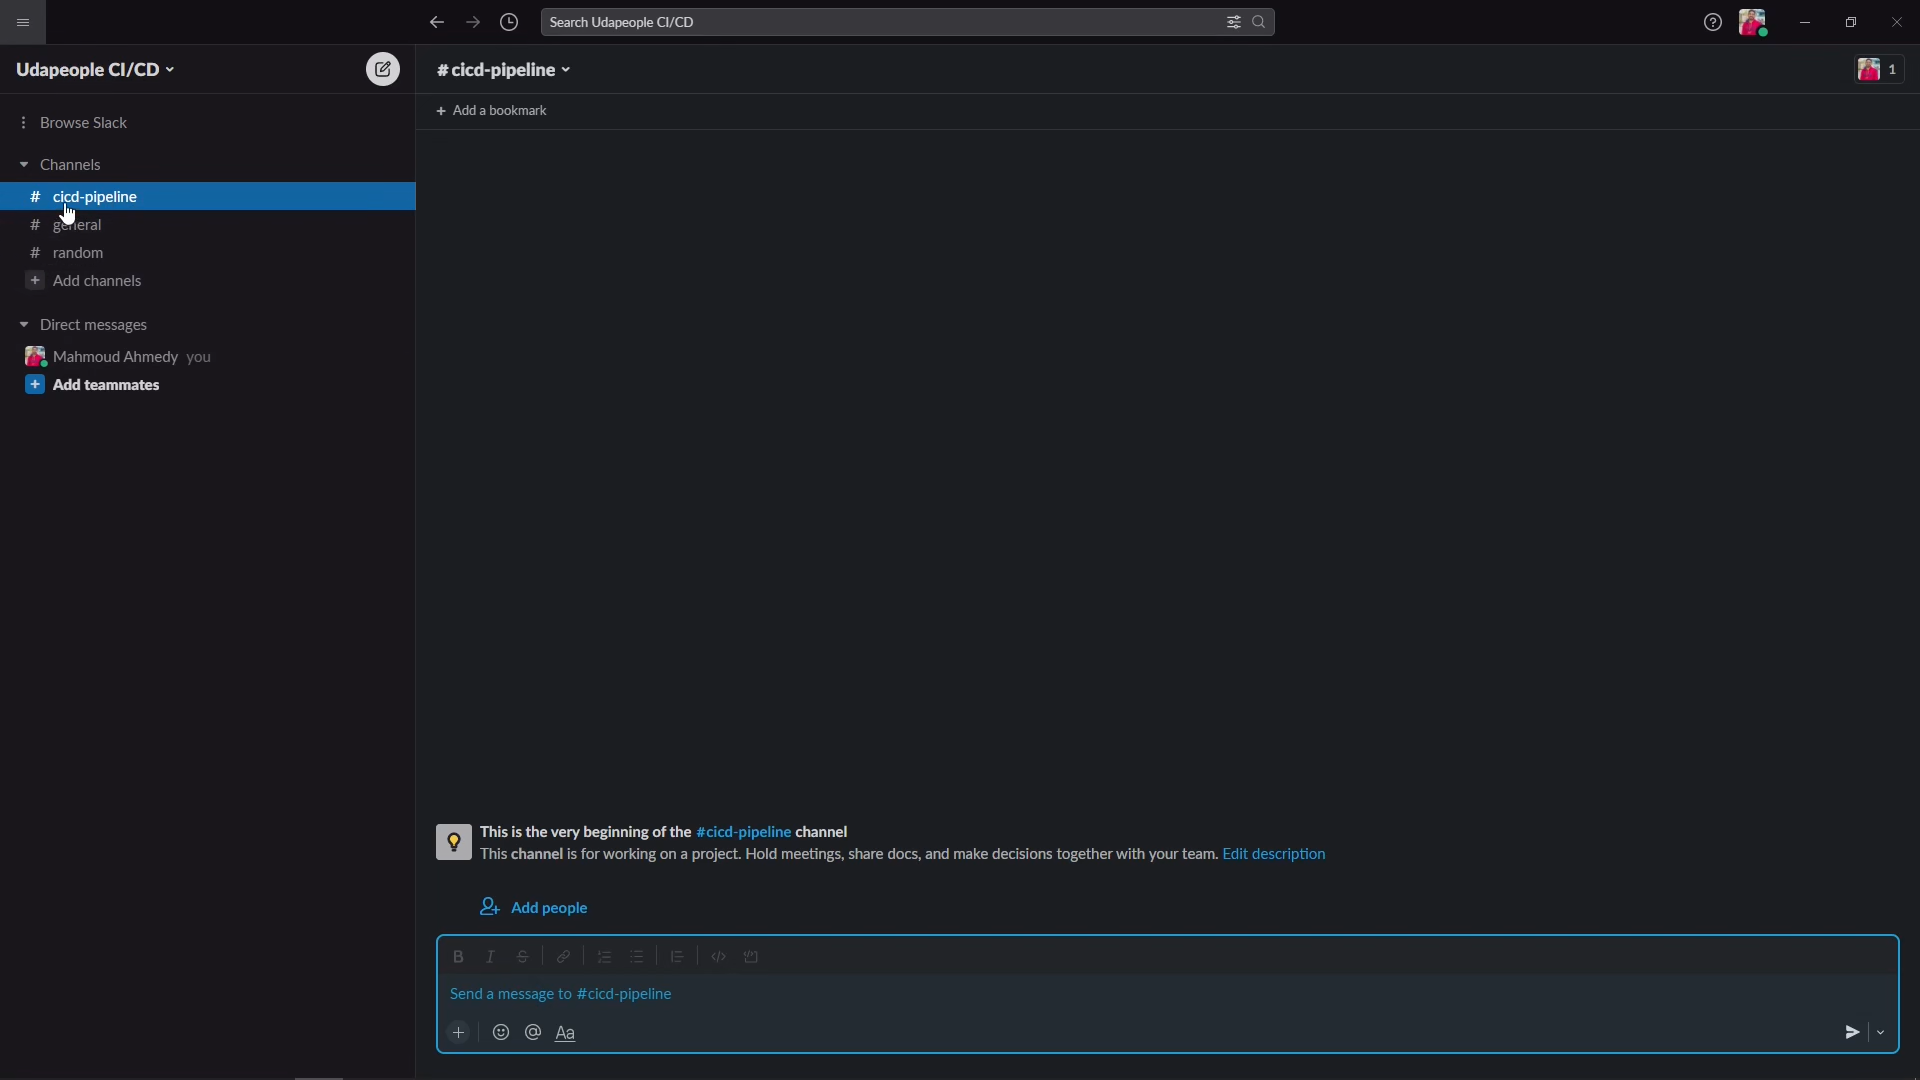 Search Udapeople CI/CD
Udapeople CI/CD
# cicd-pipeline
1
+ Add a bookmark
Browse Slack
Channels
# cicd-pipeline
# general
# random
+ Add channels
Direct messages
Mahmoud Ahmedy you
+ Add teammates
This is the very beginning of the #cicd-pipeline channel
This channel is for working on a project. Hold meetings, share docs, and make decisions together with your team. Edit description
Add people
Send a message to #cicd-pipeline
Aa